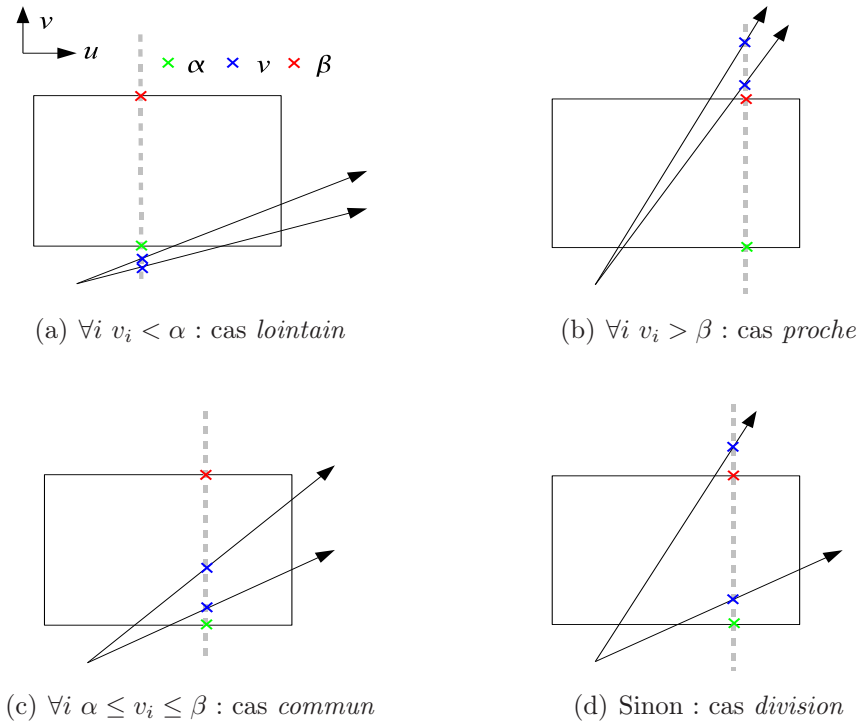 v
u
× α × v × β
(a) ∀i v_i < α : cas lointain
(b) ∀i v_i > β : cas proche
(c) ∀i α ≤ v_i ≤ β : cas commun
(d) Sinon : cas division